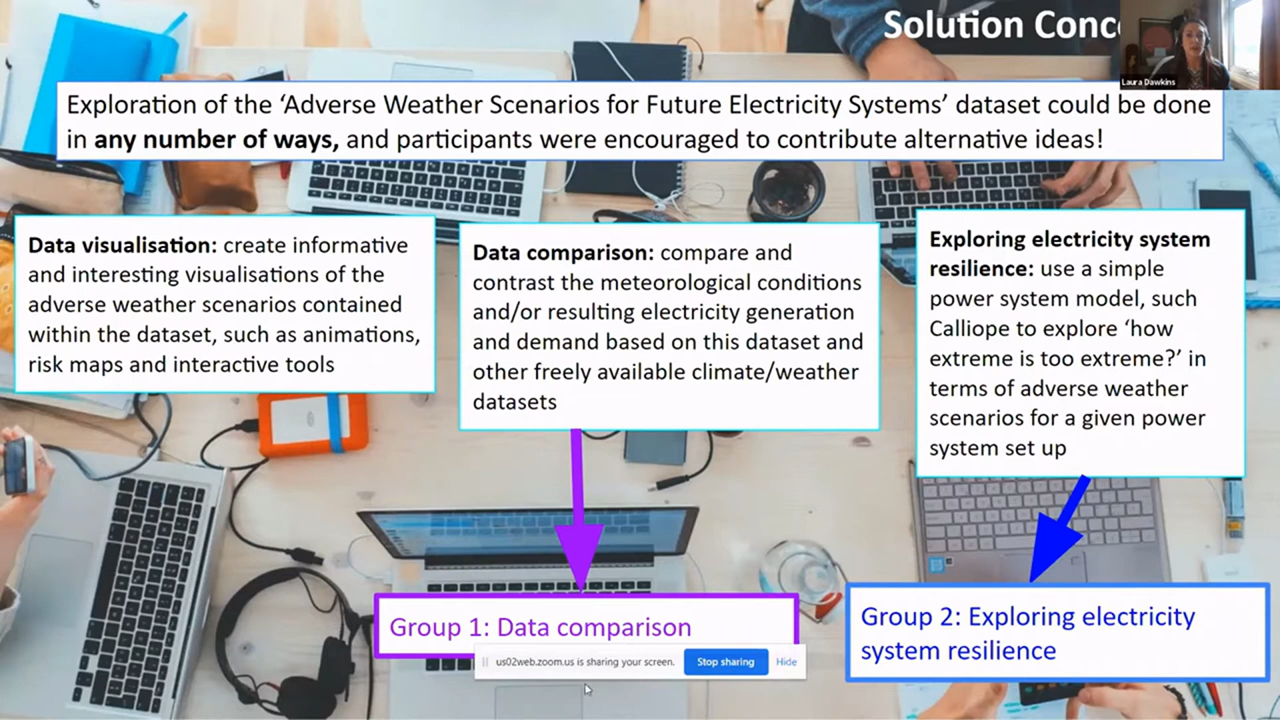 Solution Conc
Laura Dawkins
Exploration of the ‘Adverse Weather Scenarios for Future Electricity Systems’ dataset could be done
in any number of ways, and participants were encouraged to contribute alternative ideas!
Data visualisation: create informative
and interesting visualisations of the
adverse weather scenarios contained
within the dataset, such as animations,
risk maps and interactive tools
Data comparison: compare and
contrast the meteorological conditions
and/or resulting electricity generation
and demand based on this dataset and
other freely available climate/weather
datasets
Exploring electricity system
resilience: use a simple
power system model, such
Calliope to explore ‘how
extreme is too extreme?’ in
terms of adverse weather
scenarios for a given power
system set up
Group 1: Data comparison
Group 2: Exploring electricity
system resilience
us02web.zoom.us is sharing your screen.
Stop sharing
Hide